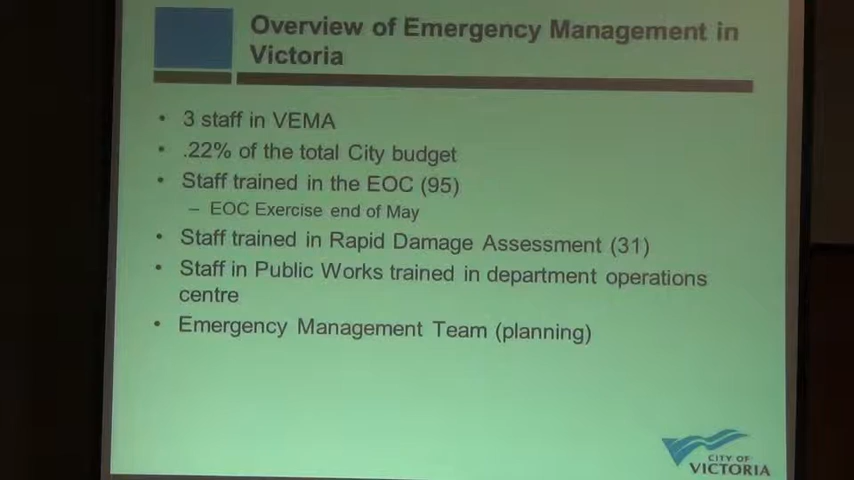 Overview of Emergency Management in
Victoria
• 3 staff in VEMA
• .22% of the total City budget
• Staff trained in the EOC (95)
– EOC Exercise end of May
• Staff trained in Rapid Damage Assessment (31)
• Staff in Public Works trained in department operations
centre
• Emergency Management Team (planning)
CITY OF
VICTORIA